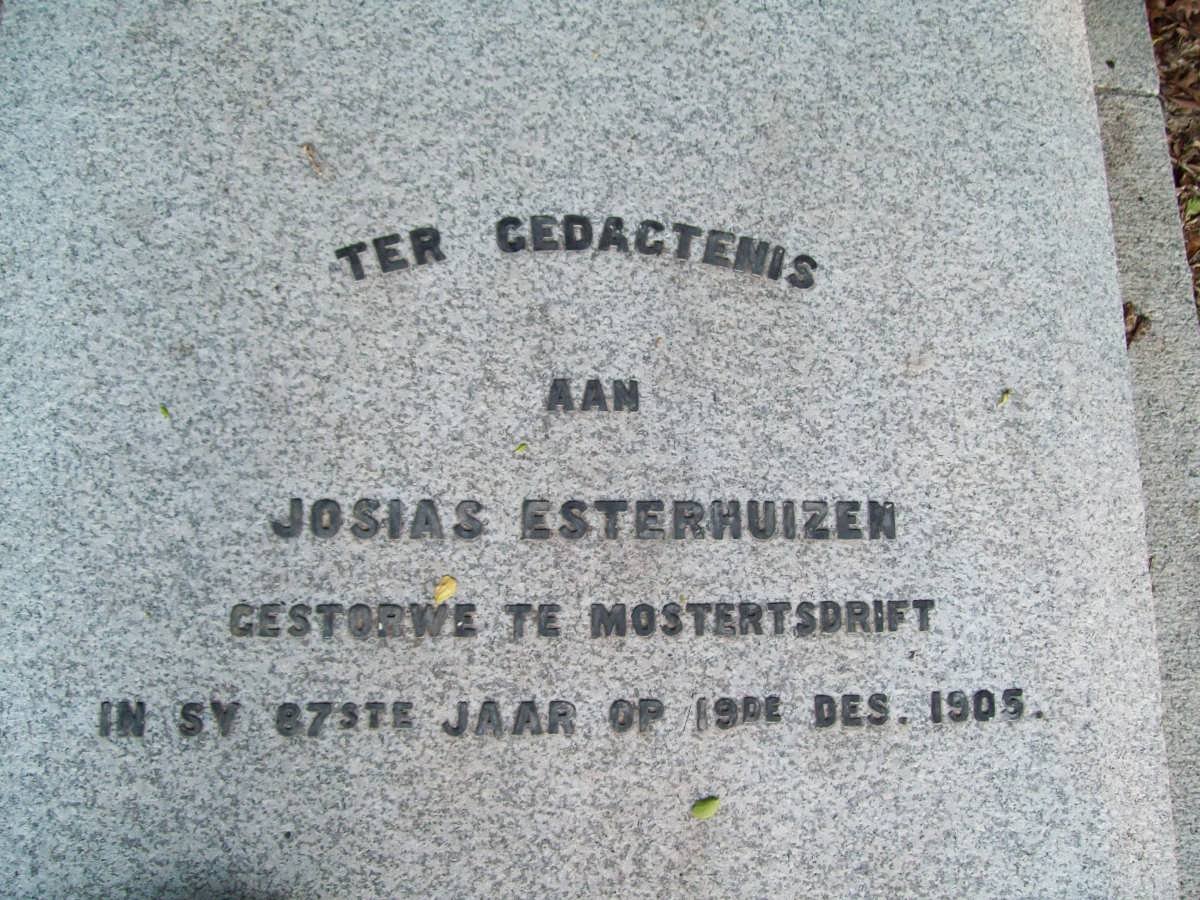 TER GEDACTENIS
AAN
JOSIAS ESTERHUIZEN
GESTORWE TE MOSTERTSDRIFT
IN SY 87STE JAAR OP 19DE DES. 1905.